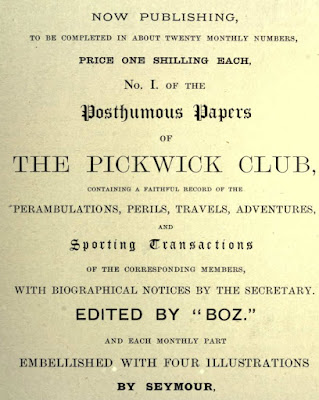 NOW PUBLISHING,
TO BE COMPLETED IN ABOUT TWENTY MONTHLY NUMBERS,
PRICE ONE SHILLING EACH,
No. I. OF THE
Posthumous Papers
OF
THE PICKWICK CLUB,
CONTAINING A FAITHFUL RECORD OF THE
PERAMBULATIONS, PERILS, TRAVELS, ADVENTURES,
AND
Sporting Transactions
OF THE CORRESPONDING MEMBERS,
WITH BIOGRAPHICAL NOTICES BY THE SECRETARY.
EDITED BY "BOZ."
AND EACH MONTHLY PART
EMBELLISHED WITH FOUR ILLUSTRATIONS
BY SEYMOUR.